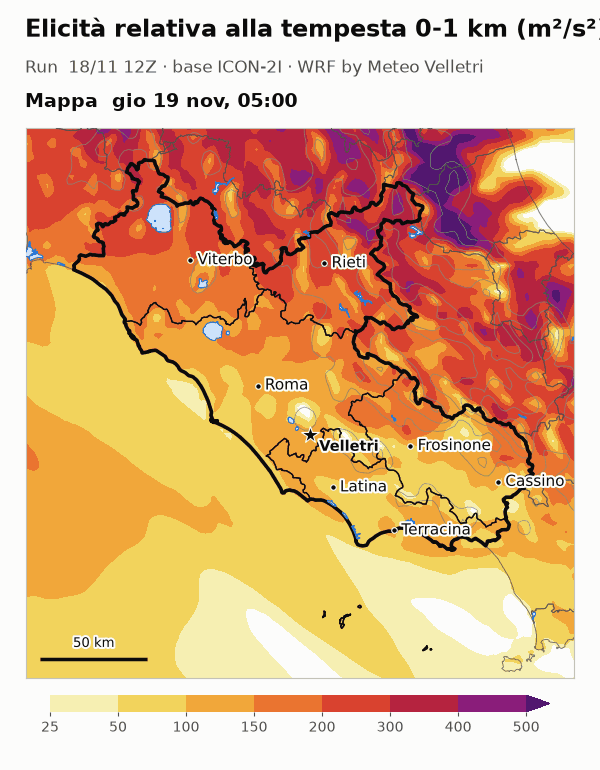 Elicità relativa alla tempesta 0-1 km (m²/s²)
Run 18/11 12Z · base ICON-2I · WRF by Meteo Velletri
Mappa gio 19 nov, 05:00
Viterbo
Rieti
Roma
Velletri
Frosinone
Cassino
Latina
Terracina
50 km
25 50 100 150 200 300 400 500